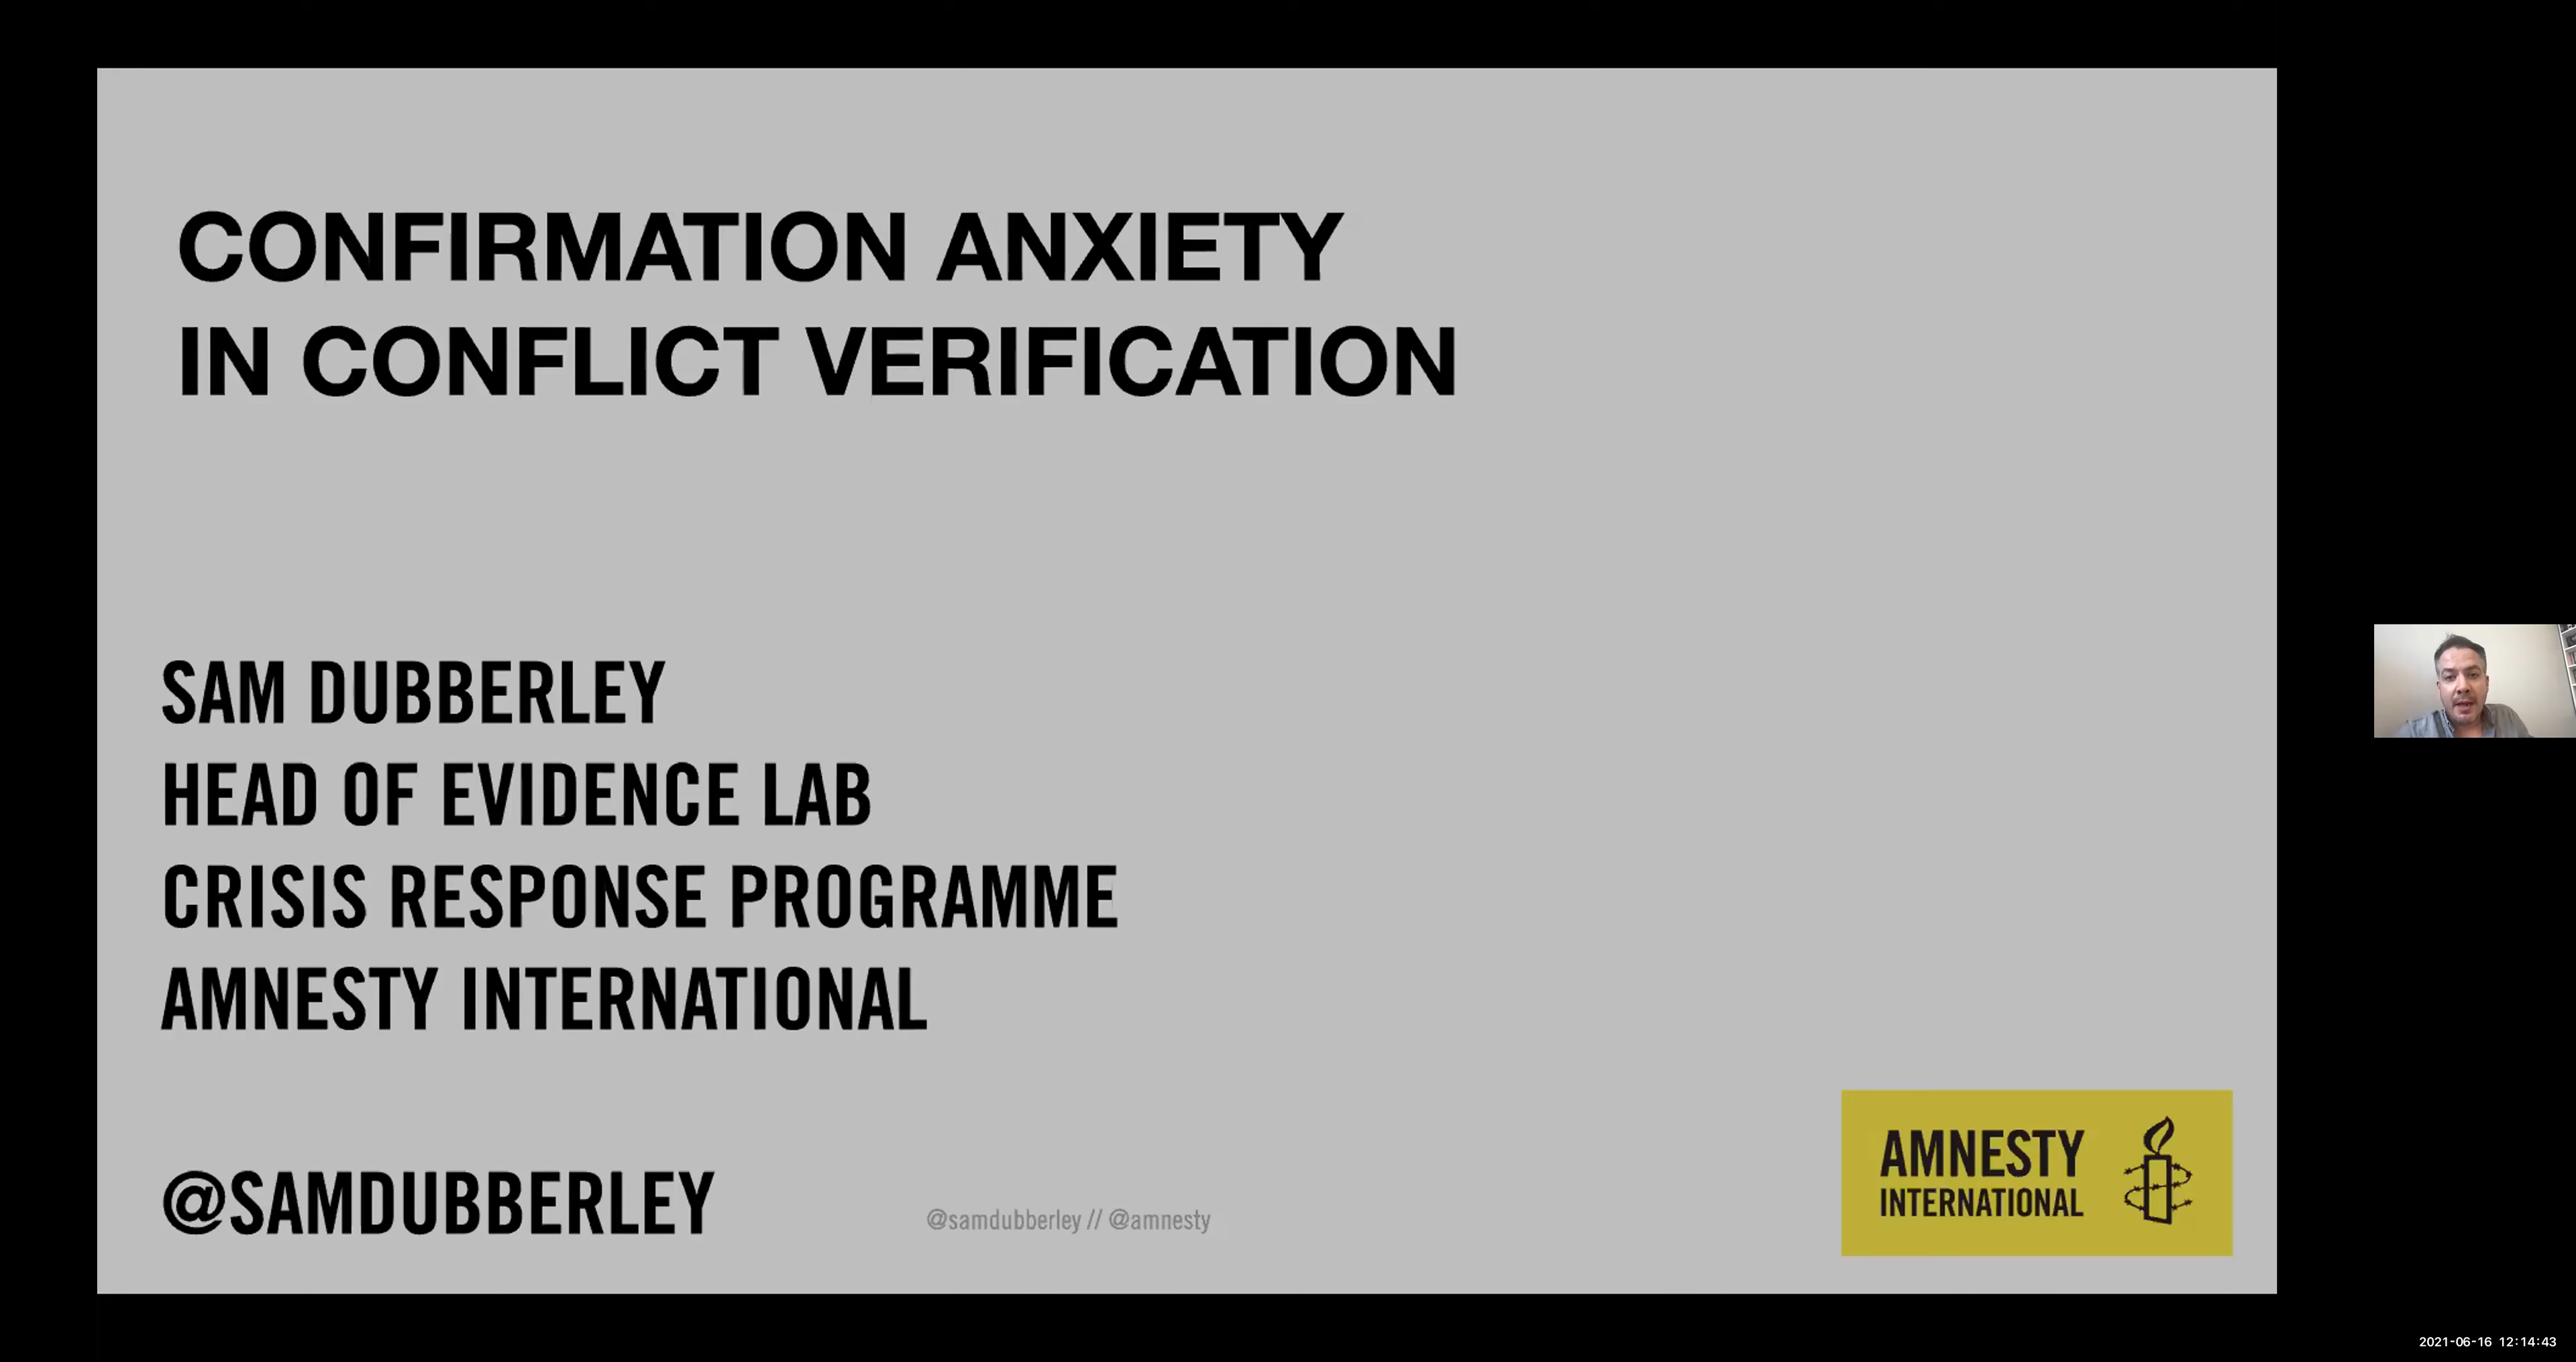 CONFIRMATION ANXIETY
IN CONFLICT VERIFICATION
SAM DUBBERLEY
HEAD OF EVIDENCE LAB
CRISIS RESPONSE PROGRAMME
AMNESTY INTERNATIONAL
@SAMDUBBERLEY
@samdubberley // @amnesty
AMNESTY
INTERNATIONAL
2021-06-16 12:14:43